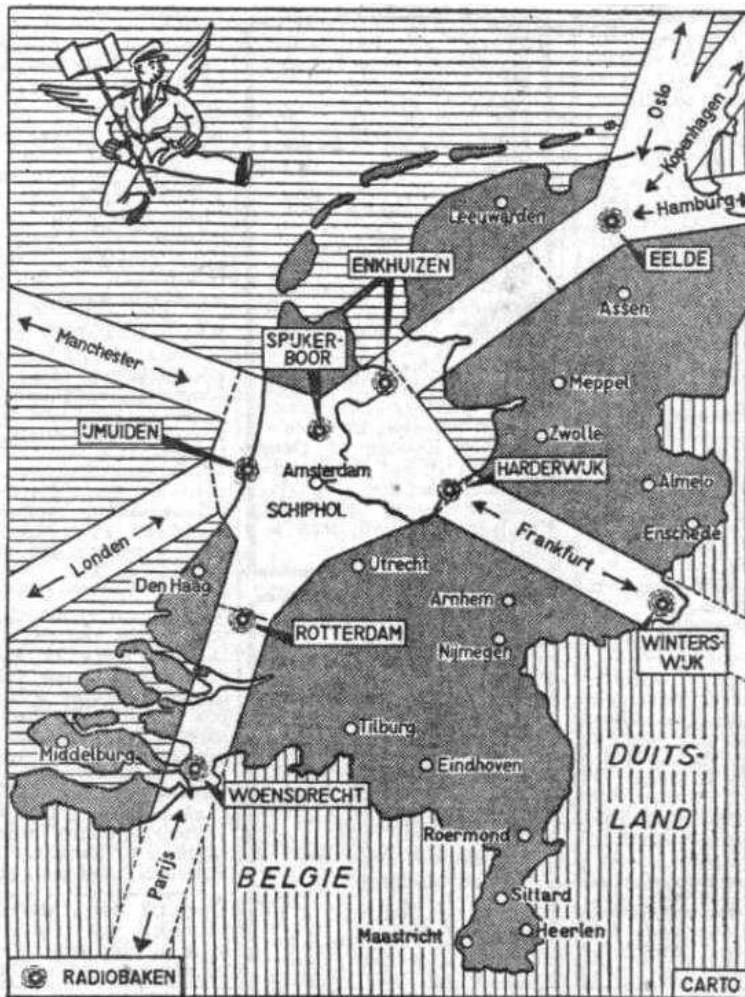 Oslo
Kopenhagen
Hamburg
Leeuwarden
EELDE
ENKHUIZEN
Assen
Manchester
SPIJKER-
BOOR
Meppel
IJMUIDEN
Zwolle
Amsterdam
HARDERWIJK
Almelo
SCHIPHOL
Enschede
Frankfurt
Londen
Utrecht
Den Haag
Arnhem
ROTTERDAM
Nijmegen
WINTERS-
WIJK
Tilburg
Middelburg
Eindhoven
DUITS-
LAND
WOENSDRECHT
Roermond
Parijs
BELGIE
Sittard
Heerlen
Maastricht
RADIOBAKEN
CARTO